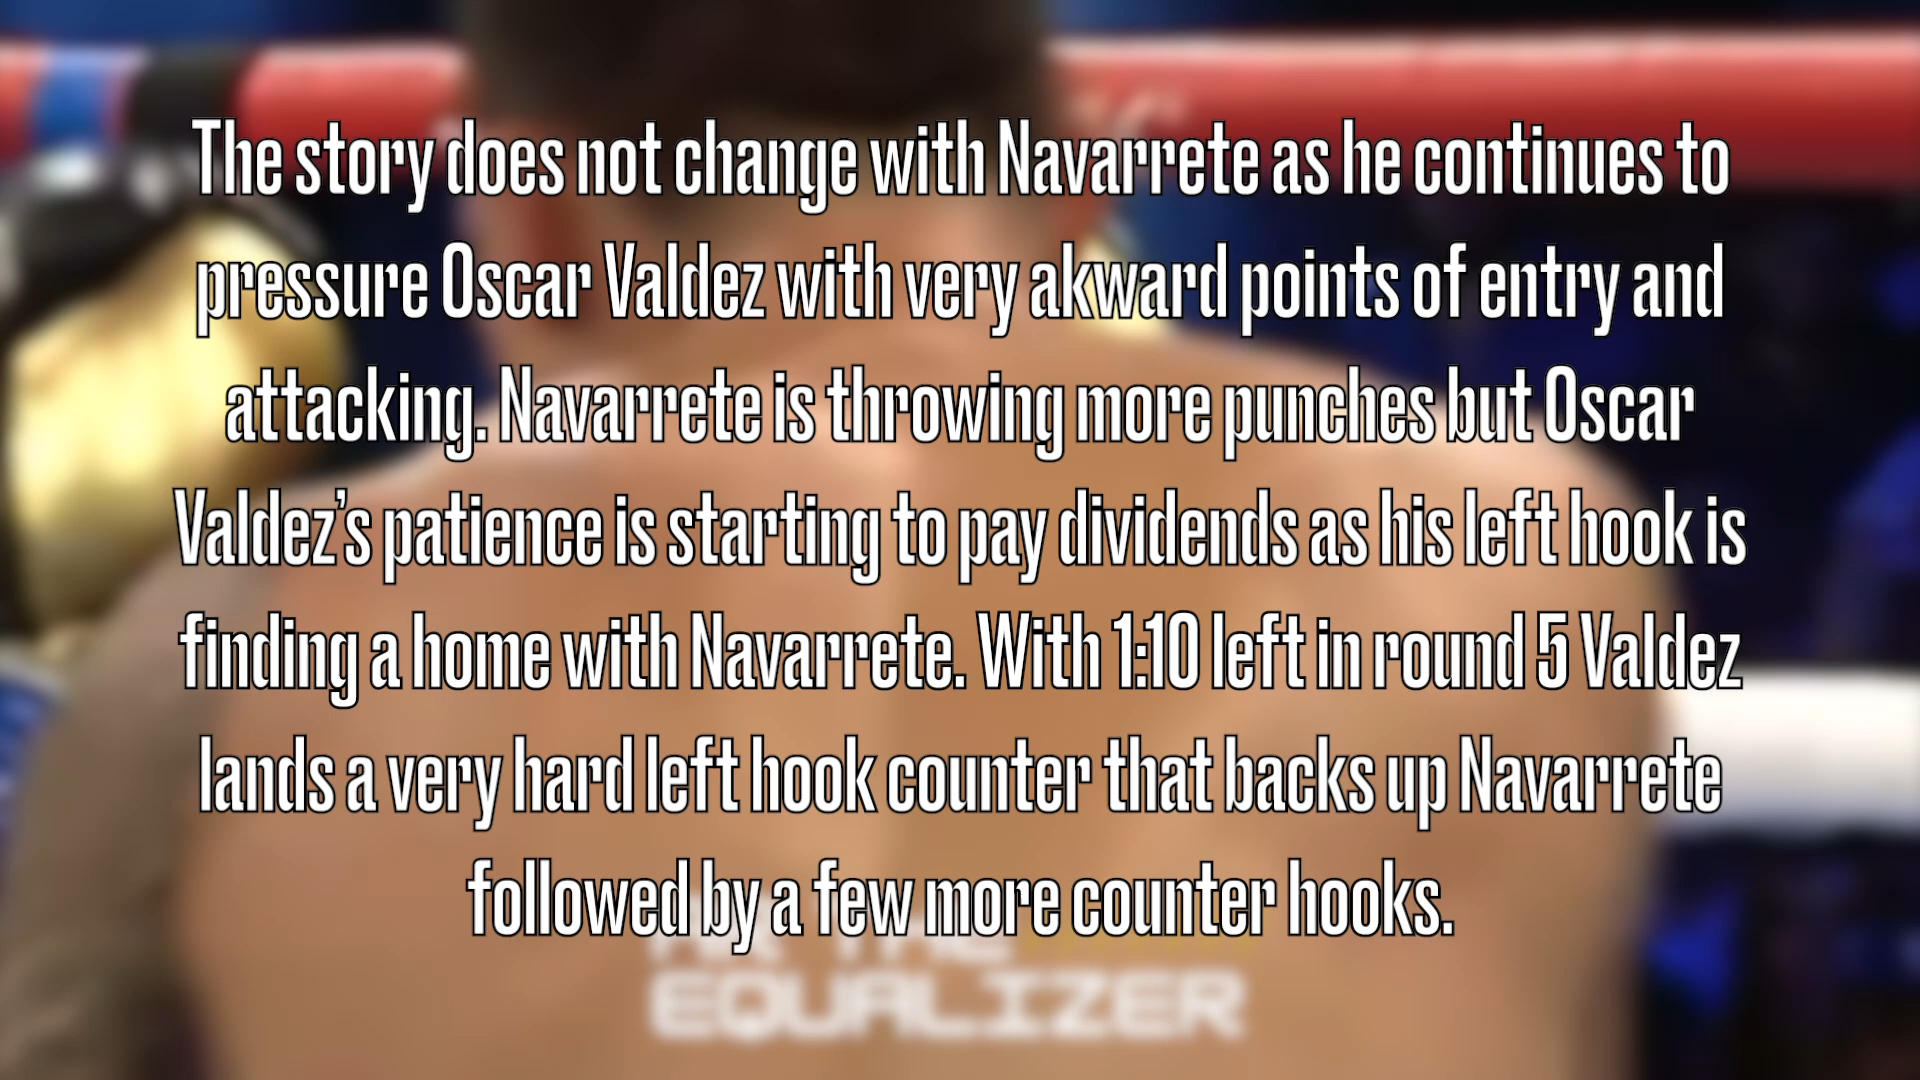 The story does not change with Navarrete as he continues to
pressure Oscar Valdez with very akward points of entry and
attacking. Navarrete is throwing more punches but Oscar
Valdez’s patience is starting to pay dividends as his left hook is
finding a home with Navarrete. With 1:10 left in round 5 Valdez
lands a very hard left hook counter that backs up Navarrete
followed by a few more counter hooks.
EQUALIZER